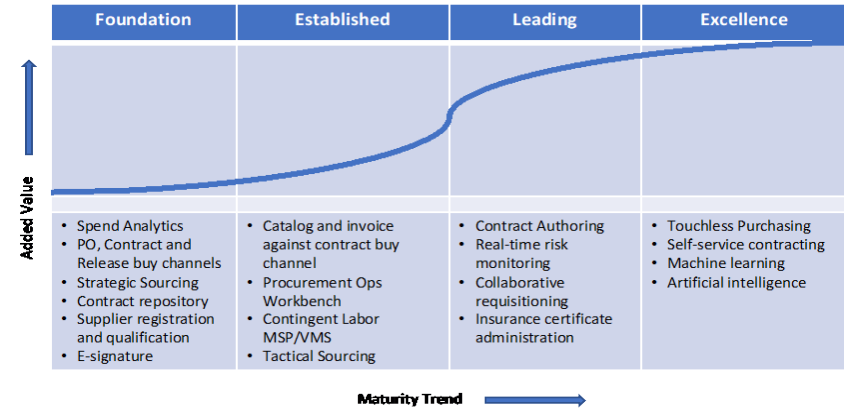 Foundation
Established
Leading
Excellence
Added Value
• Spend Analytics
• PO, Contract and
Release buy channels
• Strategic Sourcing
• Contract repository
• Supplier registration
and qualification
• E-signature
• Catalog and invoice
against contract buy
channel
• Procurement Ops
Workbench
• Contingent Labor
MSP/VMS
• Tactical Sourcing
• Contract Authoring
• Real-time risk
monitoring
• Collaborative
requisitioning
• Insurance certificate
administration
• Touchless Purchasing
• Self-service contracting
• Machine learning
• Artificial intelligence
Maturity Trend